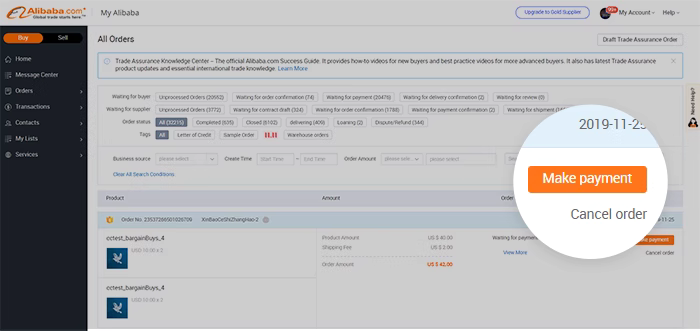 Alibaba.com
Global trade starts here.
My Alibaba
Upgrade to Gold Supplier
My Account
Help
Buy
Sell
Home
Message Center
Orders
Transactions
Contacts
My Lists
Services
All Orders
Draft Trade Assurance Order
Trade Assurance Knowledge Center – The official Alibaba.com Success Guide. It provides how-to videos for new buyers and best practice videos for more advanced buyers. It also has latest Trade Assurance
product updates and essential international trade knowledge. Learn More
Need Help?
Waiting for buyer Unprocessed Orders (20552) Waiting for order confirmation (74) Waiting for payment (20476) Waiting for delivery confirmation (2) Waiting for review (0)
Waiting for supplier Unprocessed Orders (3772) Waiting for contract draft (324) Waiting for order confirmation (1788) Waiting for payment confirmation (2) Waiting for shipment
Order status All (32215) Completed (535) Closed (6102) delivering (400) Loaning (2) Dispute/Refund (344)
Tags All Letter of Credit Sample Order 11.11 Warehouse orders
Business source please select Create Time Start Time – End Time Order Amount please sele.. please select
Clear All Search Conditions
Product Amount
Order No. 23537286501020700 XinBaoCeShiZhangHao-2
cctest_bargainBuys_4
USD 10.00 x 2
Product Amount US $ 40.00
Shipping Fee US $ 2.00
Order Amount US $ 42.00
Waiting for payment
View More
Cancel order
cctest_bargainBuys_4
USD 10.00 x 2
2019-11-25
Make payment
Cancel order